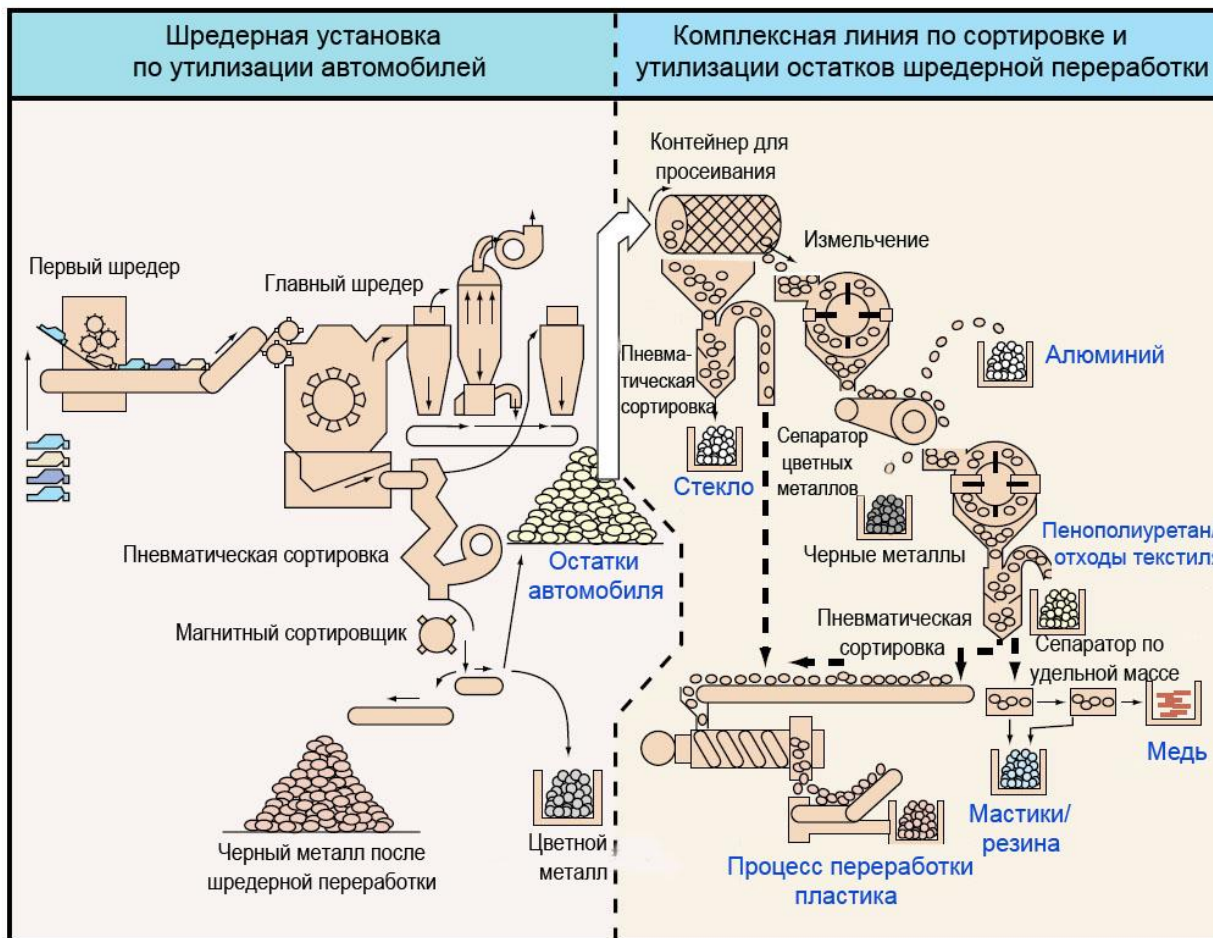 Шредерная установка
по утилизации автомобилей
Комплексная линия по сортировке и
утилизации остатков шредерной переработки
Контейнер для
просеивания
Измельчение
Первый шредер
Главный шредер
Алюминий
Пневма-
тическая
сортировка
Сепаратор
цветных
металлов
Стекло
Черные металлы
Пенополиуретан/
отходы текстиля
Пневматическая сортировка
Остатки
автомобиля
Магнитный сортировщик
Пневматическая
сортировка
Сепаратор по
удельной массе
Медь
Мастики/
резина
Черный металл после
шредерной переработки
Цветной
металл
Процесс переработки
пластика